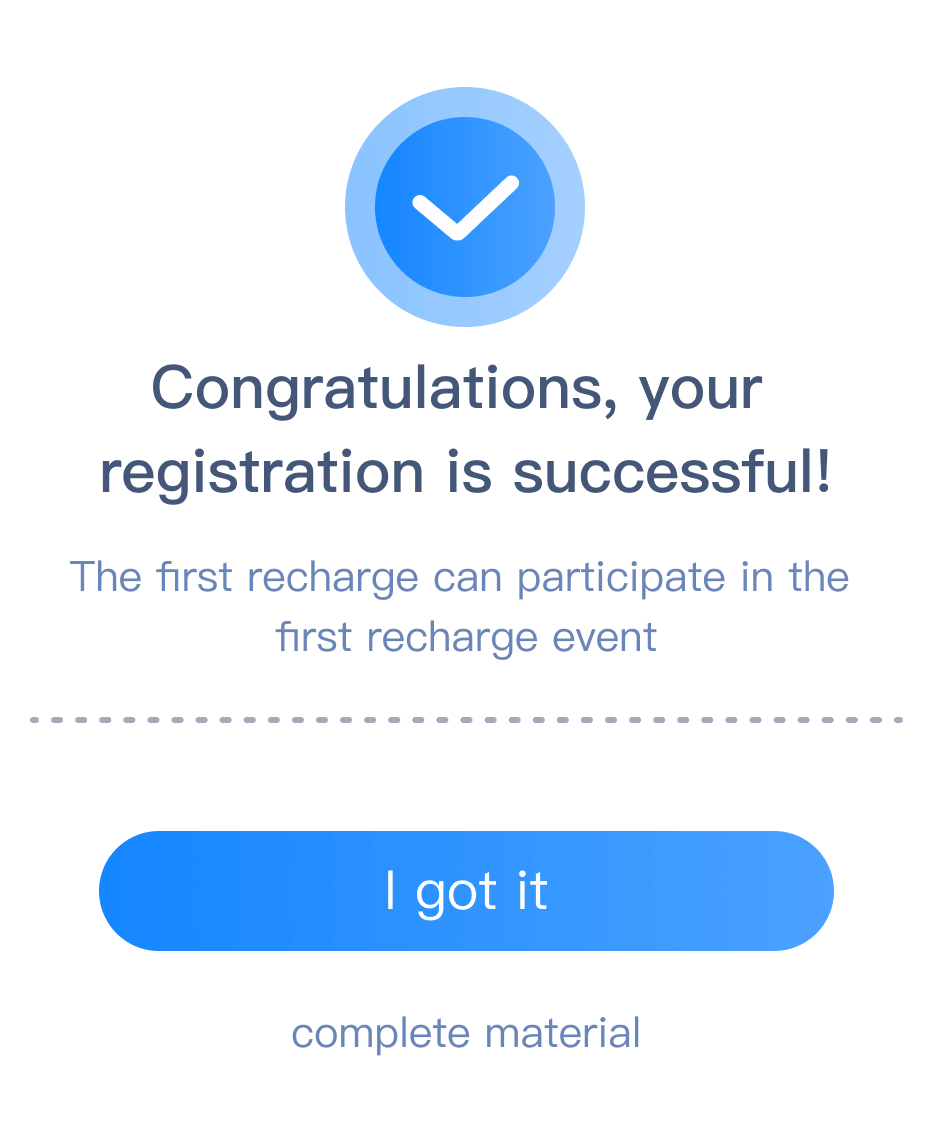 Congratulations, your
registration is successful!
The first recharge can participate in the
first recharge event
I got it
complete material